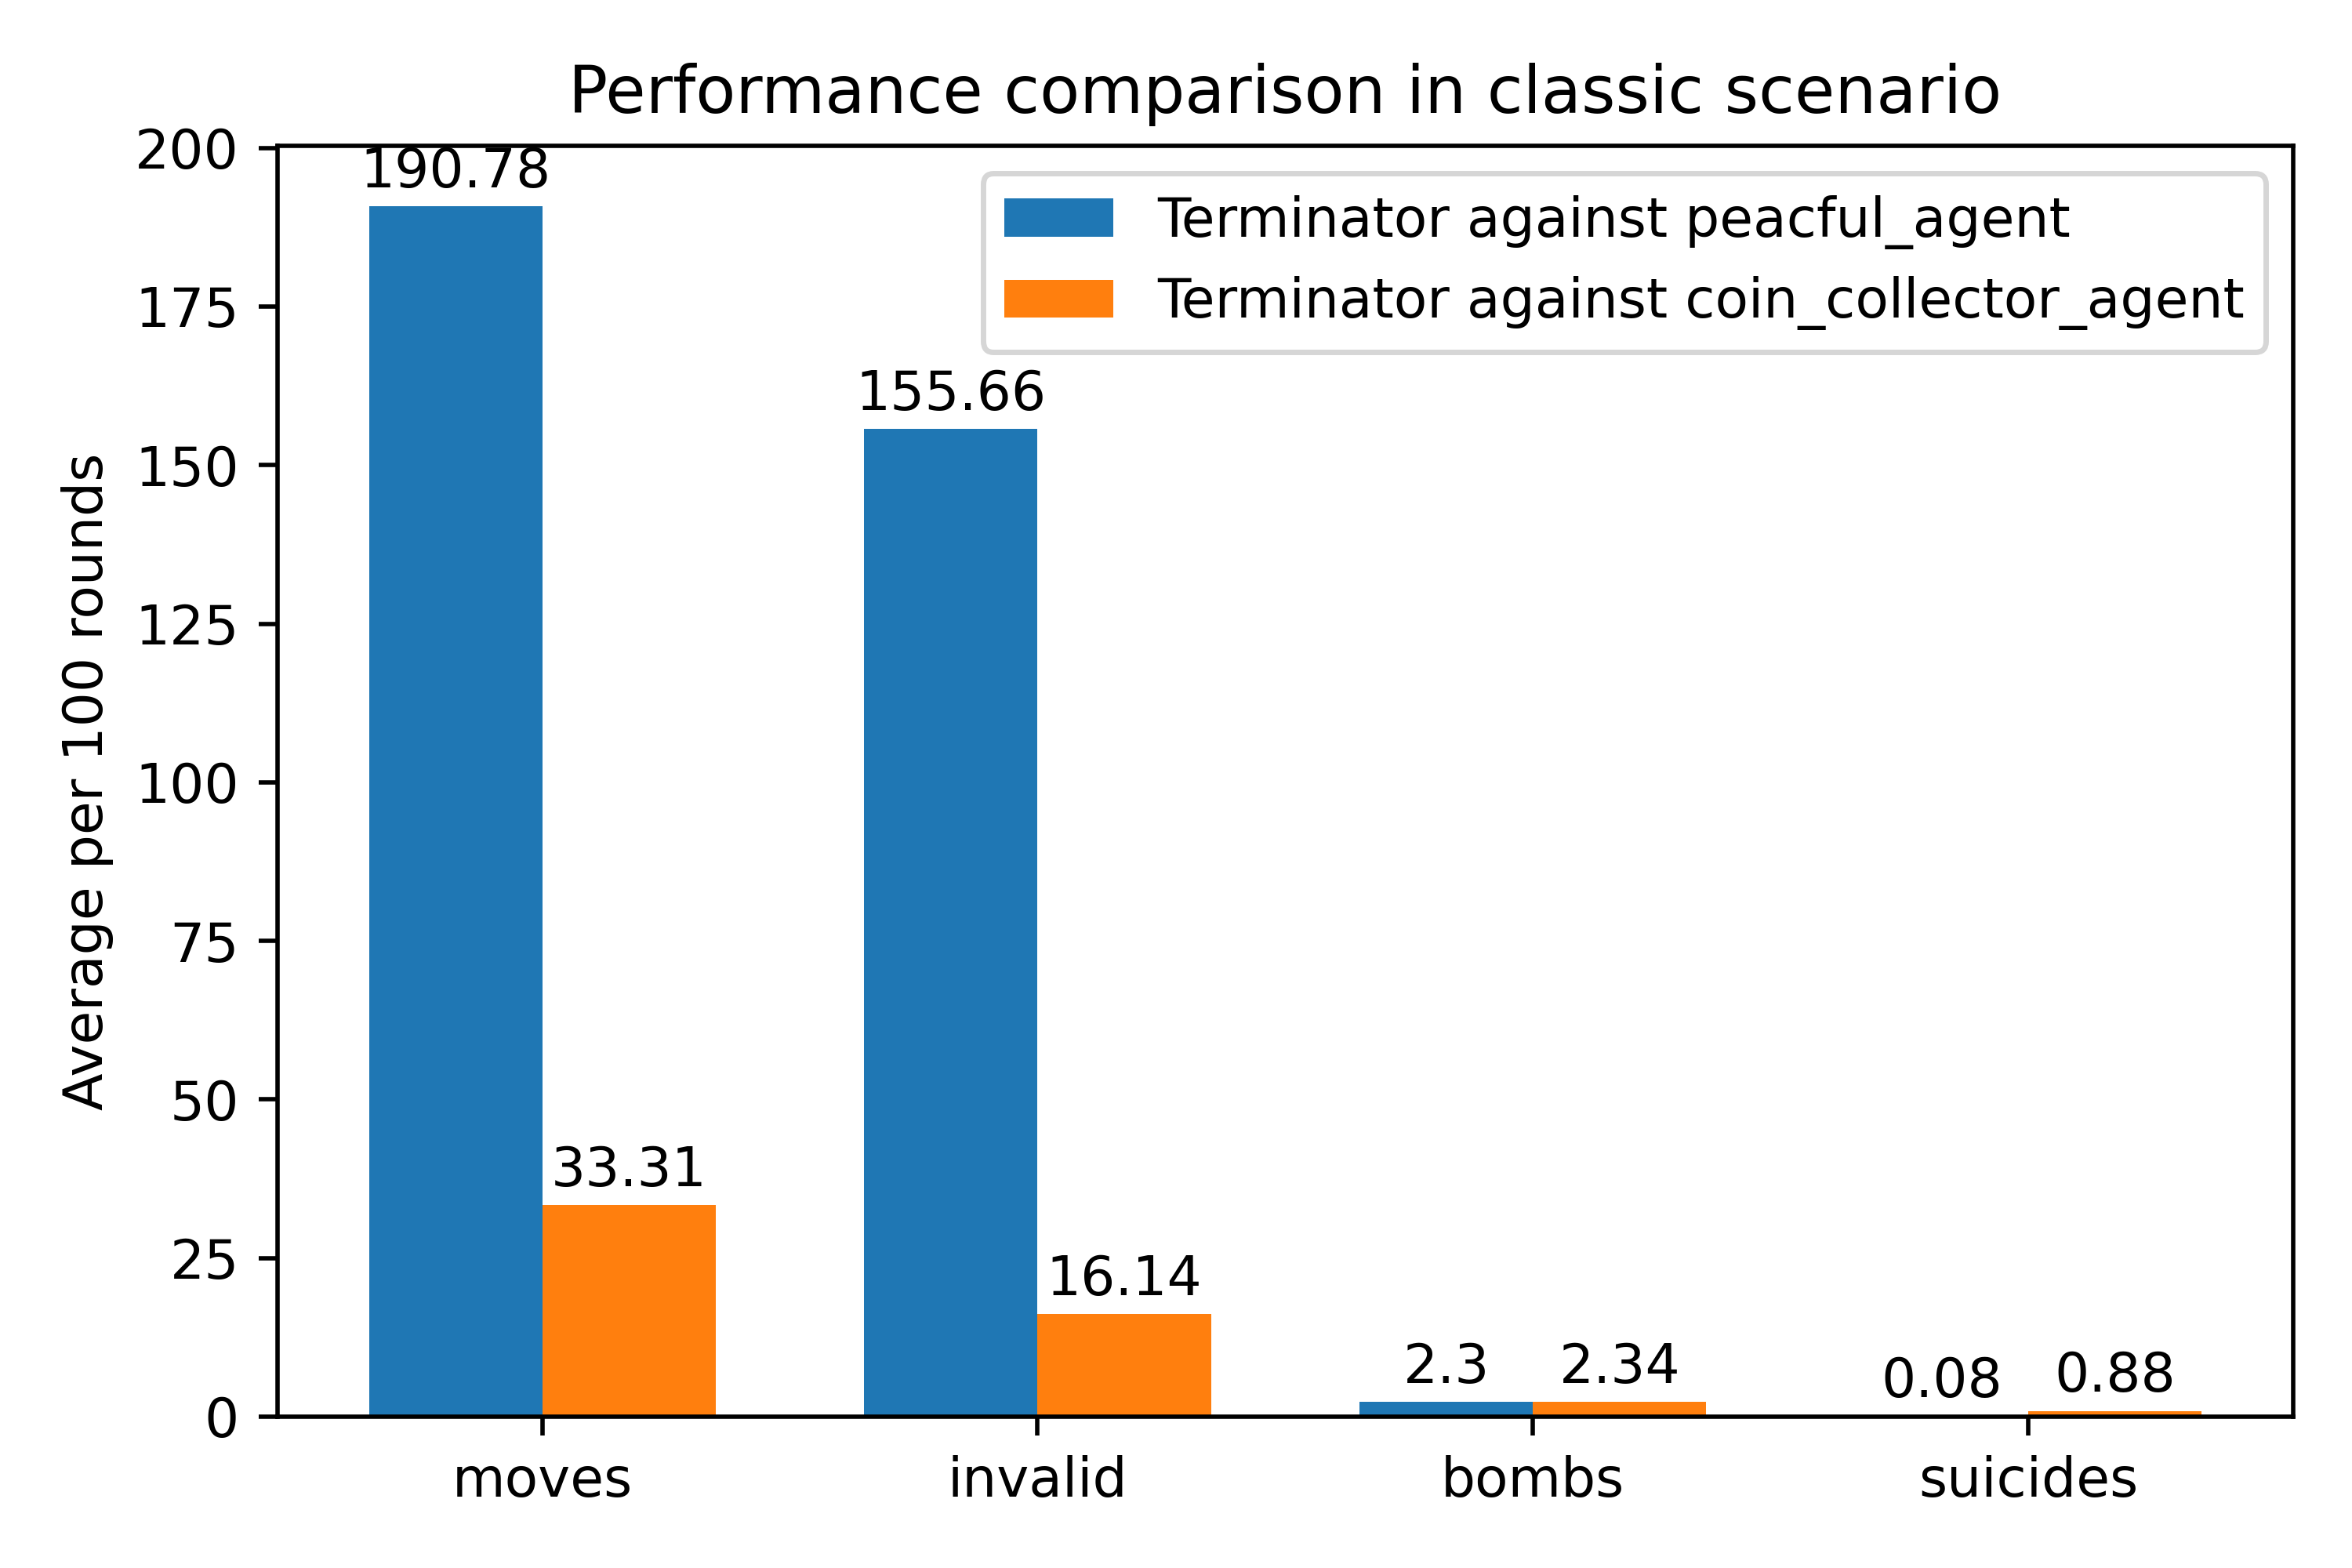 Performance comparison in classic scenario
Terminator against peacful_agent
Terminator against coin_collector_agent
Average per 100 rounds
200
175
150
125
100
75
50
25
0
190.78
33.31
155.66
16.14
2.3
2.34
0.08
0.88
moves
invalid
bombs
suicides